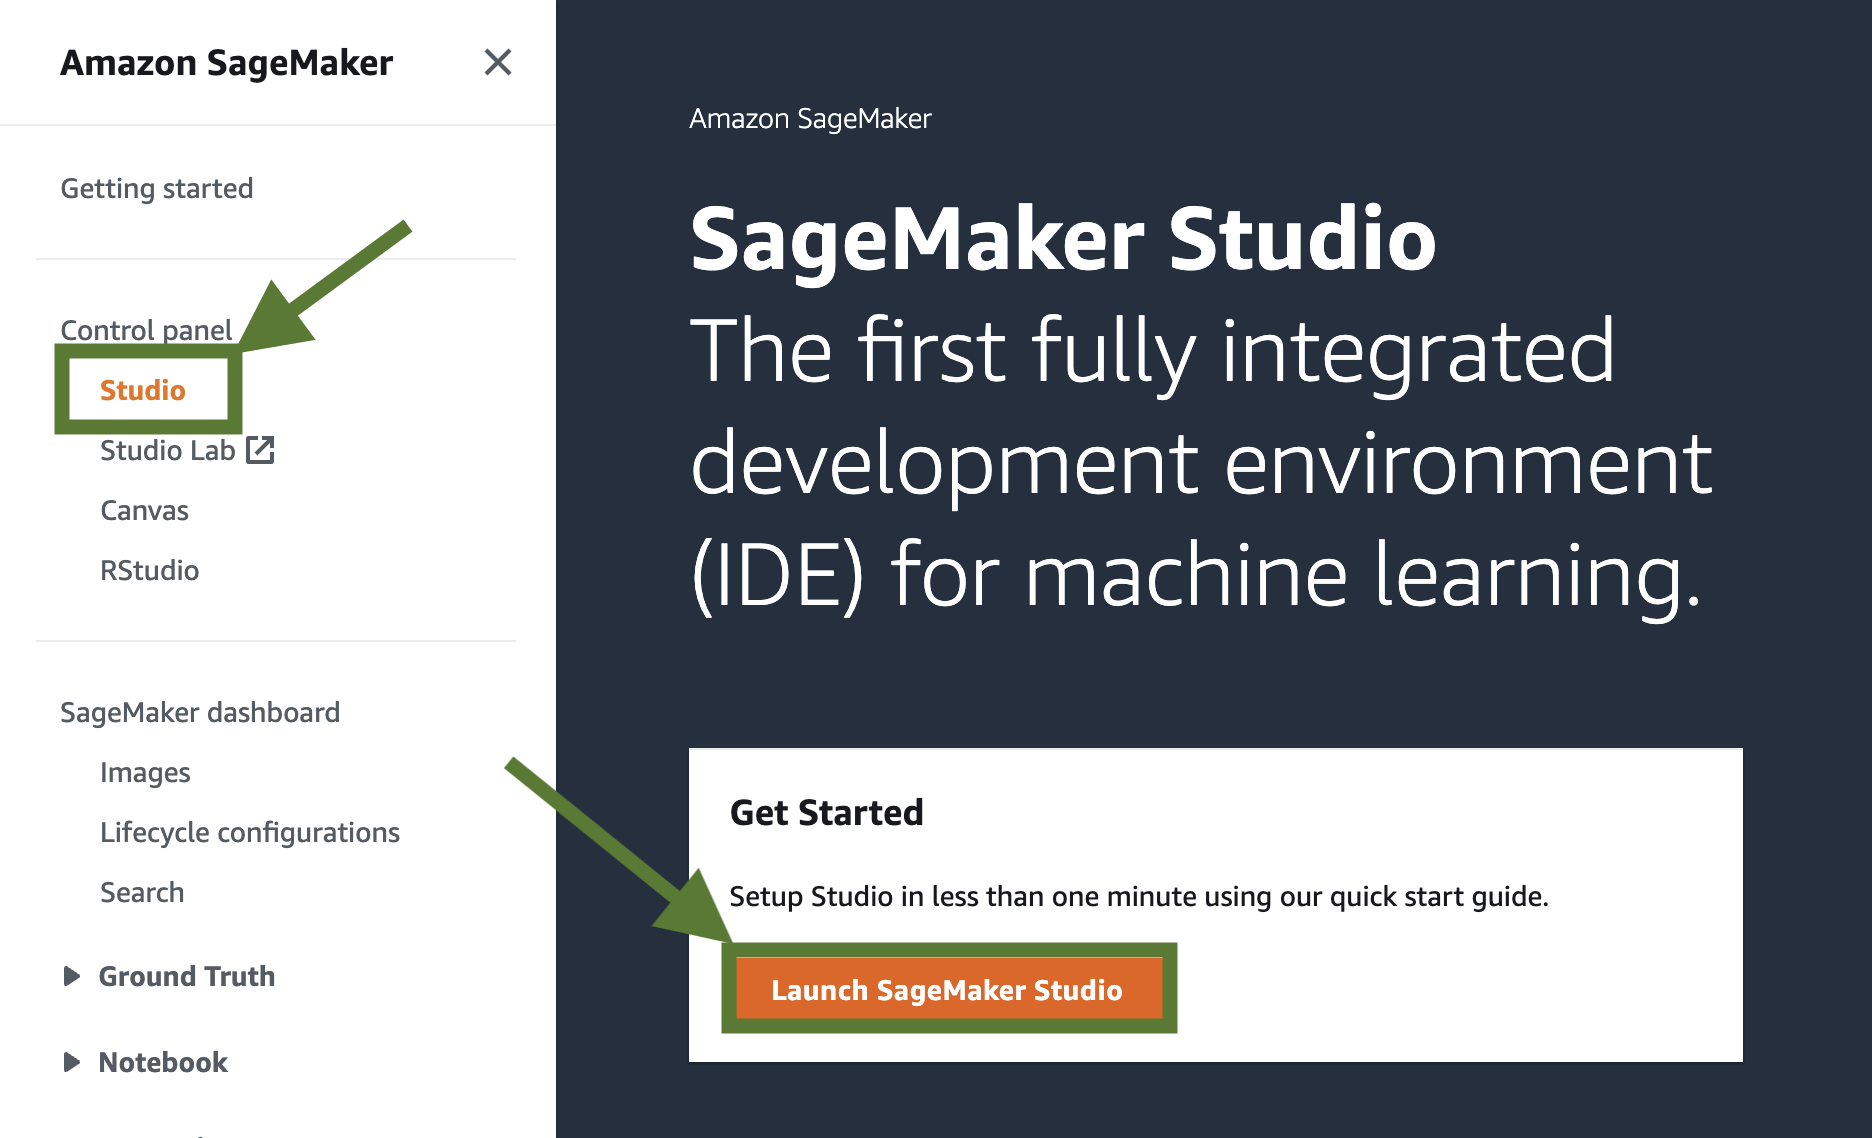 Amazon SageMaker
Getting started
Control panel
Studio
Studio Lab
Canvas
RStudio
SageMaker dashboard
Images
Lifecycle configurations
Search
Ground Truth
Notebook
Amazon SageMaker
SageMaker Studio
The first fully integrated
development environment
(IDE) for machine learning.
Get Started
Setup Studio in less than one minute using our quick start guide.
Launch SageMaker Studio